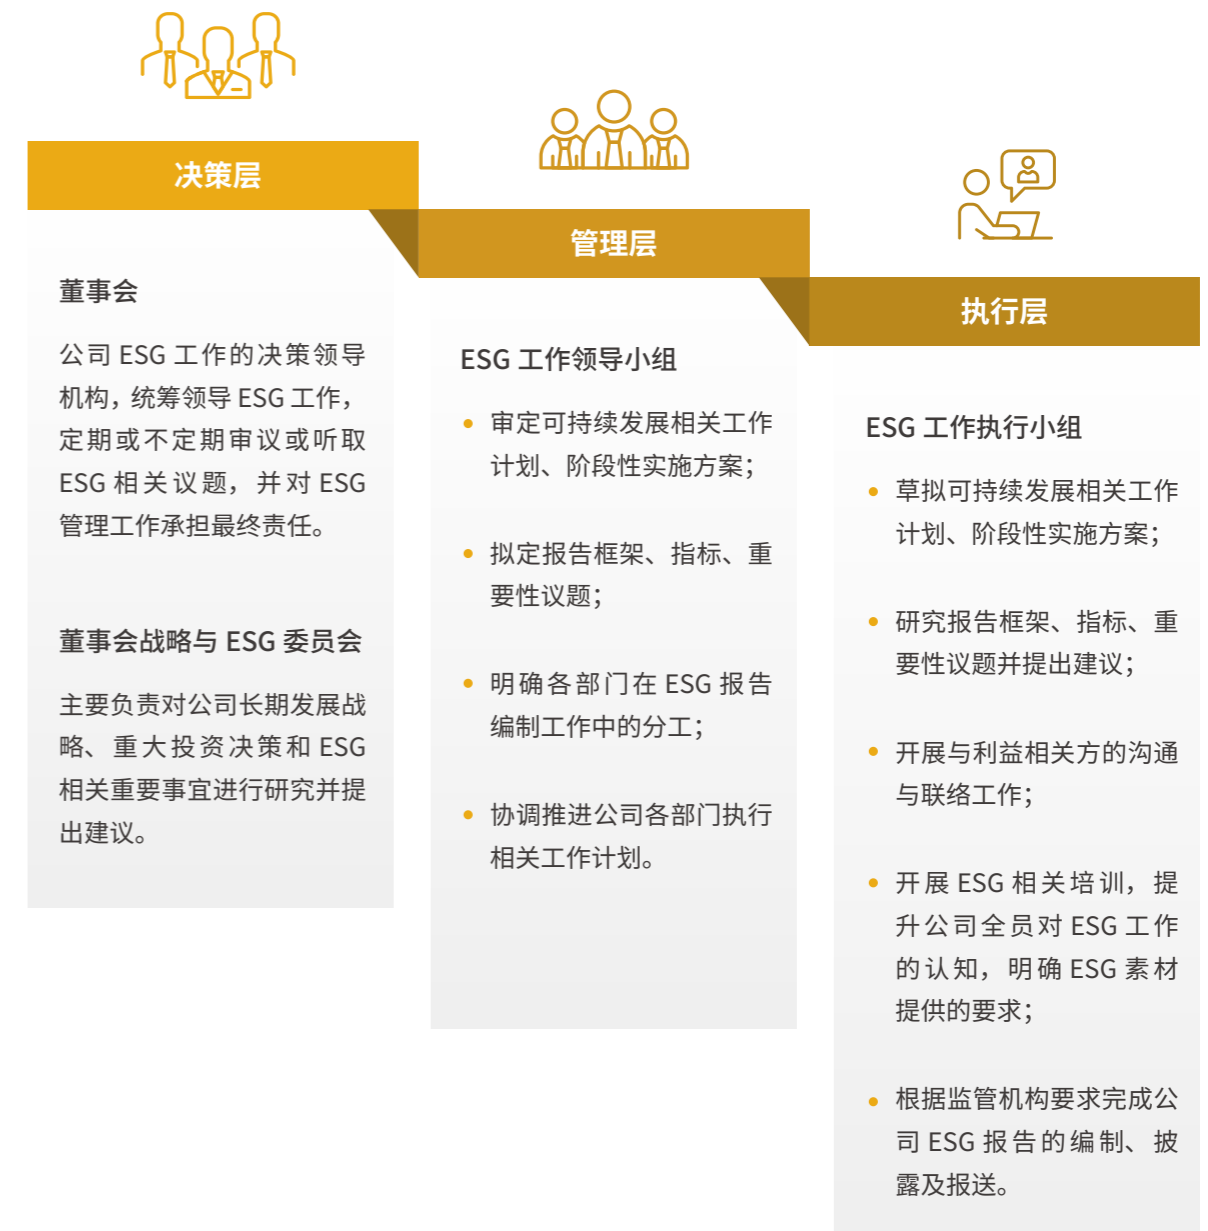 决策层
董事会
公司 ESG 工作的决策领导
机构，统筹领导 ESG 工作，
定期或不定期审议或听取
ESG 相关议题，并对 ESG
管理工作承担最终责任。
董事会战略与 ESG 委员会
主要负责对公司长期发展战
略、重大投资决策和 ESG
相关重要事宜进行研究并提
出建议。
管理层
ESG 工作领导小组
• 审定可持续发展相关工作
计划、阶段性实施方案；
• 拟定报告框架、指标、重
要性议题；
• 明确各部门在 ESG 报告
编制工作中的分工；
• 协调推进公司各部门执行
相关工作计划。
执行层
ESG 工作执行小组
• 草拟可持续发展相关工作
计划、阶段性实施方案；
• 研究报告框架、指标、重
要性议题并提出建议；
• 开展与利益相关方的沟通
与联络工作；
• 开展 ESG 相关培训，提
升公司全员对 ESG 工作
的认知，明确 ESG 素材
提供的要求；
• 根据监管机构要求完成公
司 ESG 报告的编制、披
露及报送。